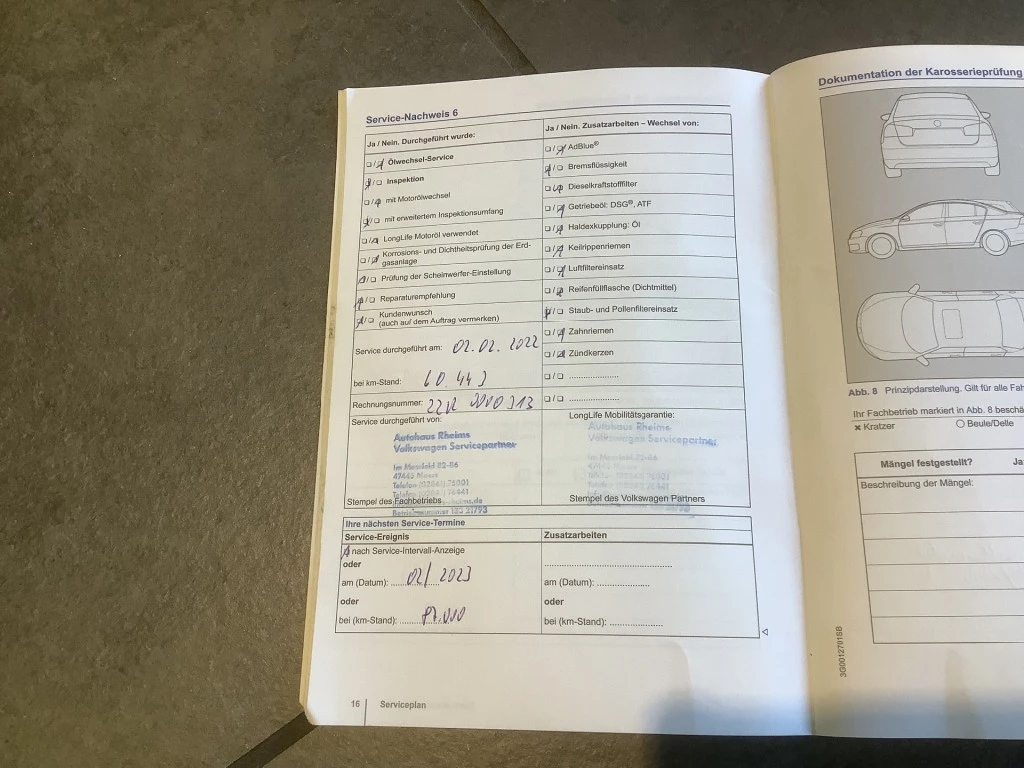 Service-Nachweis 6
Ja / Nein. Durchgeführt wurde:
Ölwechsel-Service
Inspektion
mit Motorölwechsel
mit erweitertem Inspektionsumfang
LongLife Motoröl verwendet
Korrosions- und Dichtheitsprüfung der Erd-
gasanlage
Prüfung der Scheinwerfer-Einstellung
Reparaturempfehlung
Kundenwunsch
(auch auf dem Auftrag vermerken)
Service durchgeführt am: 02.02.2022
bei km-Stand: 60.443
Rechnungsnummer:
Service durchgeführt von:
Autohaus Rheims
Volkswagen Servicepartner
Stempel des Fachbetriebs
Ja / Nein. Zusatzarbeiten – Wechsel von:
AdBlue®
Bremsflüssigkeit
Dieselkraftstofffilter
Getriebeöl: DSG®, ATF
Haldexkupplung: Öl
Keilrippenriemen
Luftfiltereinsatz
Reifenfüllflasche (Dichtmittel)
Staub- und Pollenfiltereinsatz
Zahnriemen
Zündkerzen
LongLife Mobilitätsgarantie:
Autohaus Rheims
Volkswagen Servicepartner
Stempel des Volkswagen Partners
Ihre nächsten Service-Termine
Service-Ereignis
nach Service-Intervall-Anzeige
oder
am (Datum): 02/2023
oder
bei (km-Stand):
Zusatzarbeiten
am (Datum):
oder
bei (km-Stand):
16 Serviceplan
Dokumentation der Karosserieprüfung
Abb. 8 Prinzipdarstellung. Gilt für alle
Ihr Fachbetrieb markiert in Abb. 8
× Kratzer ○ Beule/Delle
Mängel festgestellt?
Beschreibung der Mängel:
3G0012701SB